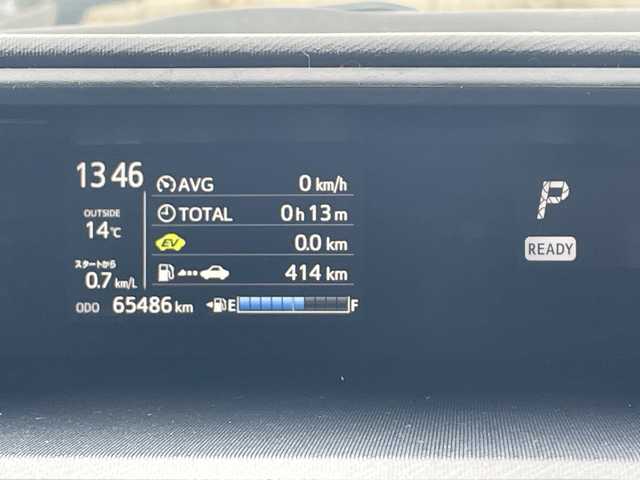 13:46
AVG 0 km/h
OUTSIDE
14℃
TOTAL 0h 13m
EV 0.0 km
スタートから
0.7 km/L
414 km
ODO 65486 km
E F
P
READY